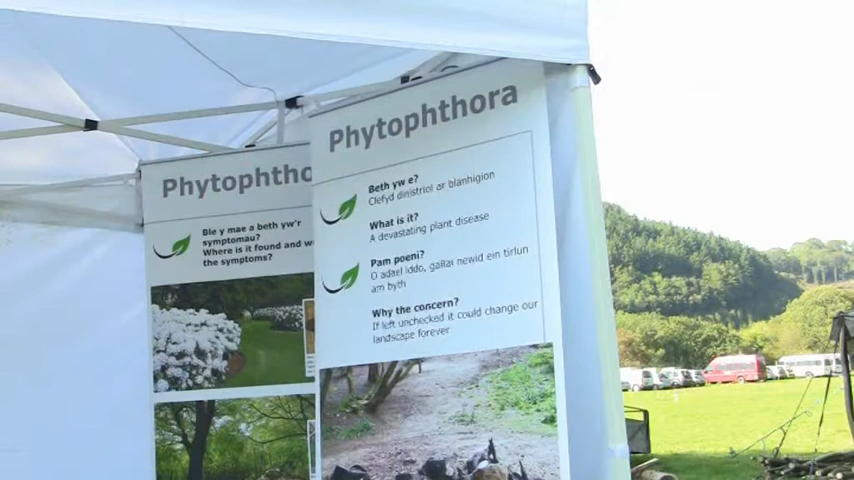 Phytophthora
Ble y mae a beth yw'r
symptomau?
Where is it found and w
the symptoms?
Phytophthora
Beth yw e?
Clefyd dinistriol ar blanhigion
What is it?
A devastating plant disease
Pam poeni?
O adael iddo, gallai newid ein tirlun
am byth
Why the concern?
If left unchecked it could change our
landscape forever